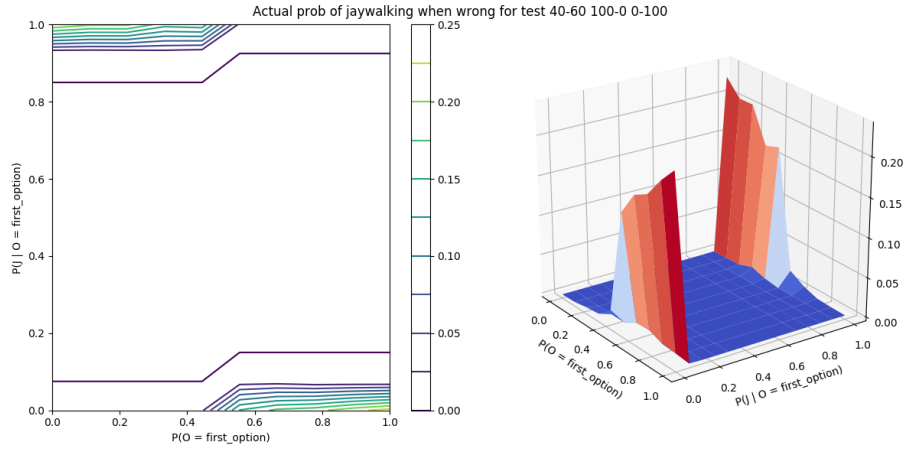 Actual prob of jaywalking when wrong for test 40-60 100-0 0-100
1.0
0.8
0.6
0.4
0.2
0.0
P(J | O = first_option)
0.0 0.2 0.4 0.6 0.8 1.0
P(O = first_option)
0.25
0.20
0.15
0.10
0.05
0.00
0.20
0.15
0.10
0.05
0.00
0.0 0.2 0.4 0.6 0.8 1.0
P(O = first_option)
0.0 0.2 0.4 0.6 0.8 1.0
P(J | O = first_option)